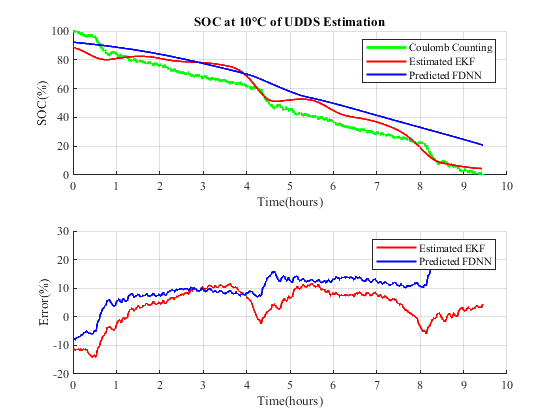 SOC at 10°C of UDDS Estimation
100
80
60
40
20
0
SOC(%)
Coulomb Counting
Estimated EKF
Predicted FDNN
0 1 2 3 4 5 6 7 8 9 10
Time(hours)
30
20
10
0
-10
-20
Error(%)
Estimated EKF
Predicted FDNN
0 1 2 3 4 5 6 7 8 9 10
Time(hours)